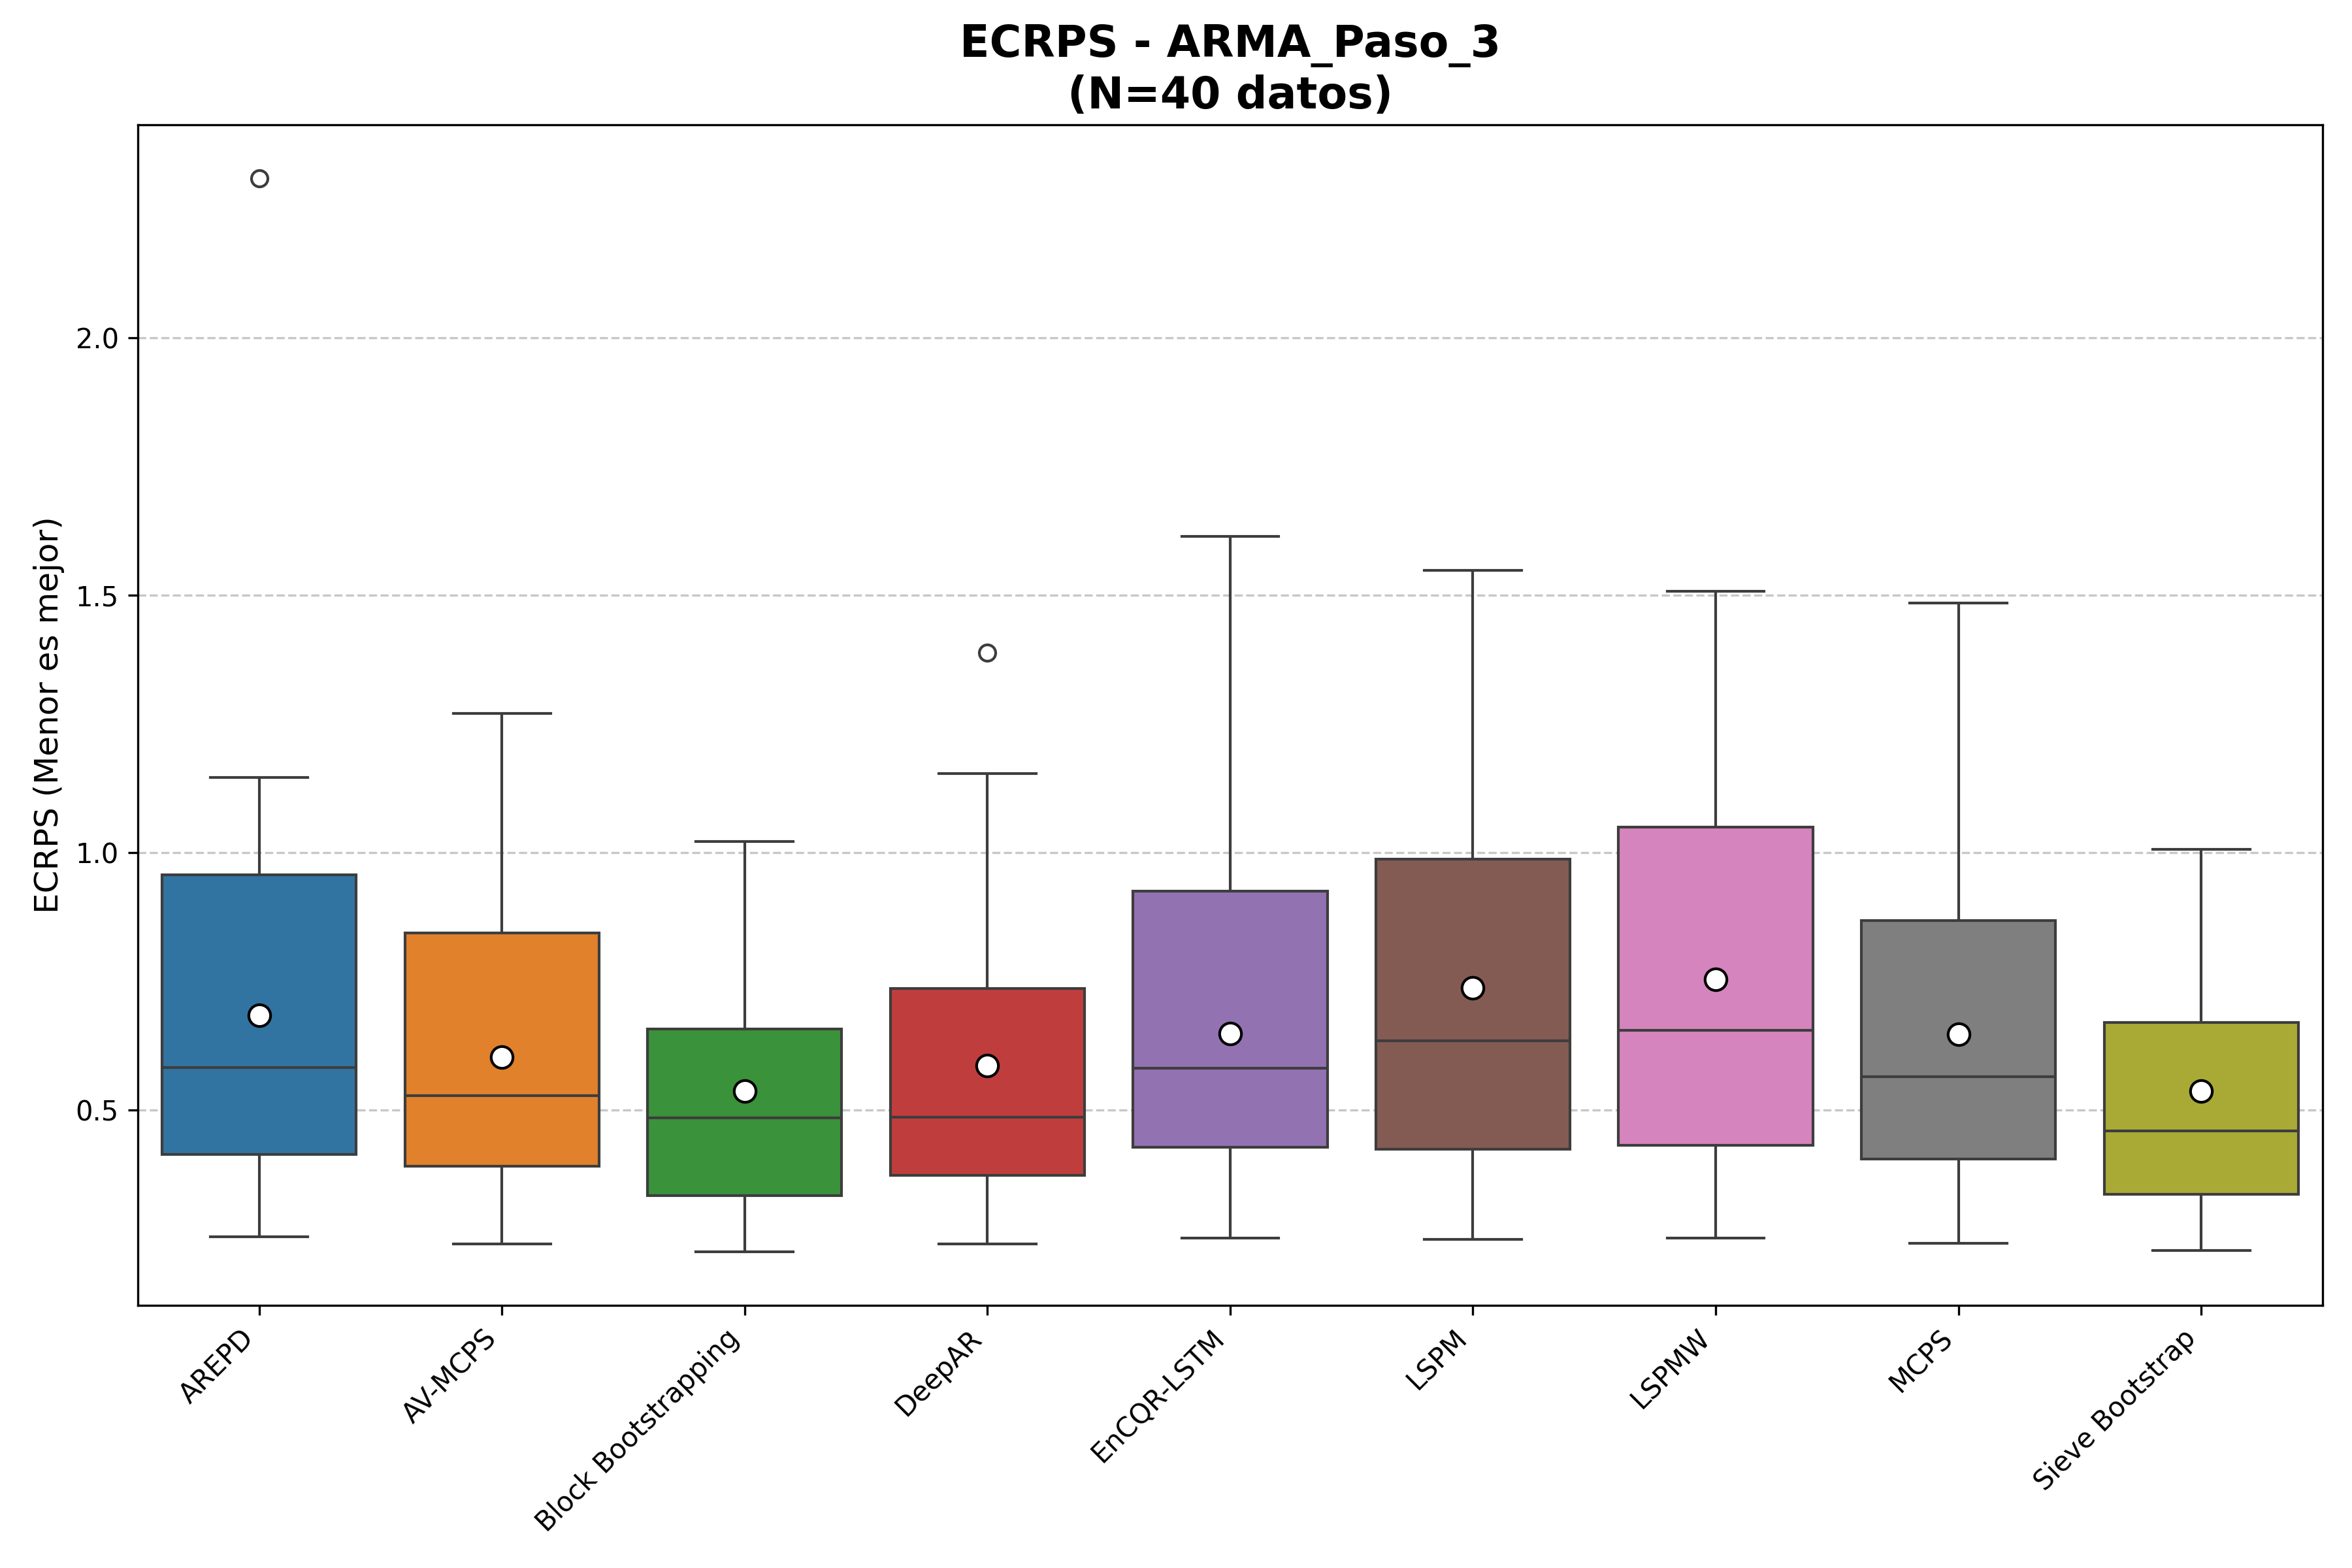 ECRPS - ARMA_Paso_3
(N=40 datos)
ECRPS (Menor es mejor)
2.0
1.5
1.0
0.5
AREPD
AV-MCPS
Block Bootstrapping
DeepAR
EnCQR-LSTM
LSPM
LSPMW
MCPS
Sieve Bootstrap